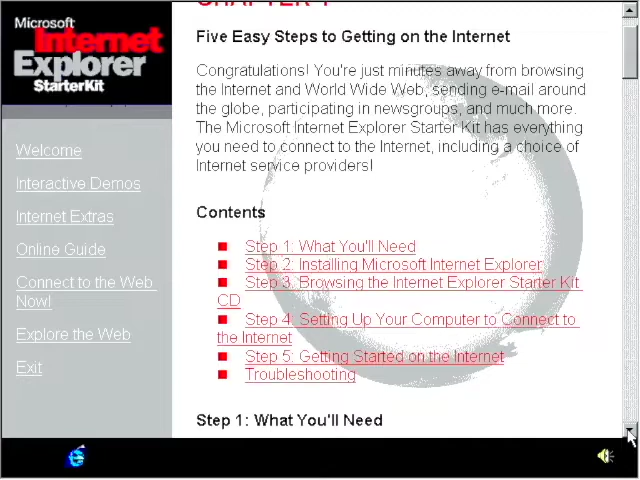 Microsoft
Internet
Explorer
StarterKit
Welcome
Interactive Demos
Internet Extras
Online Guide
Connect to the Web
Now!
Explore the Web
Exit
Five Easy Steps to Getting on the Internet
Congratulations! You're just minutes away from browsing
the Internet and World Wide Web, sending e-mail around
the globe, participating in newsgroups, and much more.
The Microsoft Internet Explorer Starter Kit has everything
you need to connect to the Internet, including a choice of
Internet service providers!
Contents
Step 1: What You'll Need
Step 2: Installing Microsoft Internet Explorer
Step 3: Browsing the Internet Explorer Starter Kit
CD
Step 4: Setting Up Your Computer to Connect to
the Internet
Step 5: Getting Started on the Internet
Troubleshooting
Step 1: What You'll Need